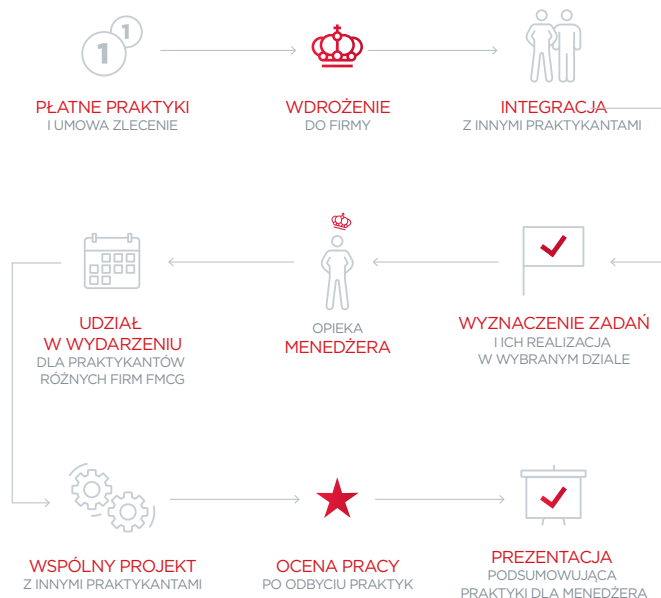 1
1
PŁATNE PRAKTYKI
I UMOWA ZLECENIE
WDROŻENIE
DO FIRMY
INTEGRACJA
Z INNYMI PRAKTYKANTAMI
WYZNACZENIE ZADAŃ
I ICH REALIZACJA
W WYBRANYM DZIALE
OPIEKA
MENEDŻERA
UDZIAŁ
W WYDARZENIU
DLA PRAKTYKANTÓW
RÓŻNYCH FIRM FMCG
WSPÓLNY PROJEKT
Z INNYMI PRAKTYKANTAMI
OCENA PRACY
PO ODBYCIU PRAKTYK
PREZENTACJA
PODSUMOWUJĄCA
PRAKTYKI DLA MENEDŻERA